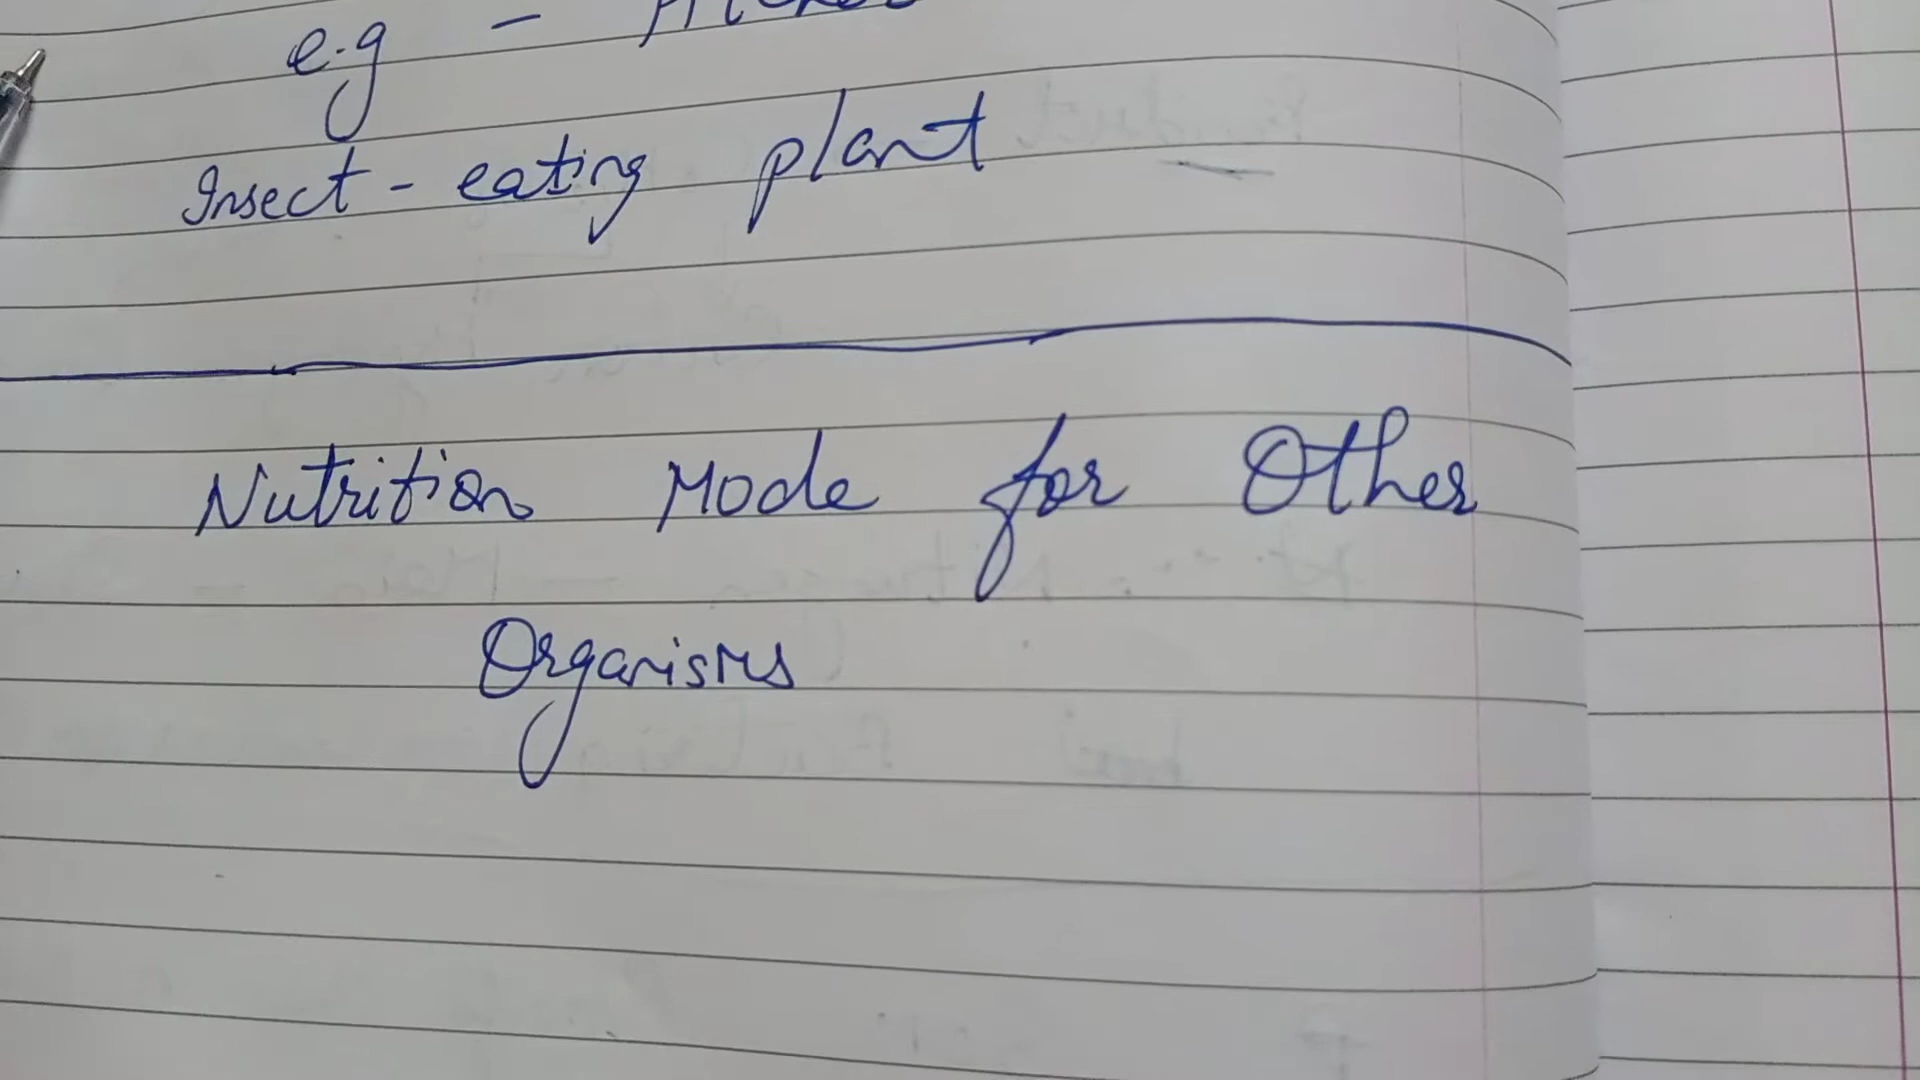 e.g -
Insect - eating plant
Nutrition Mode for Other
Organisms